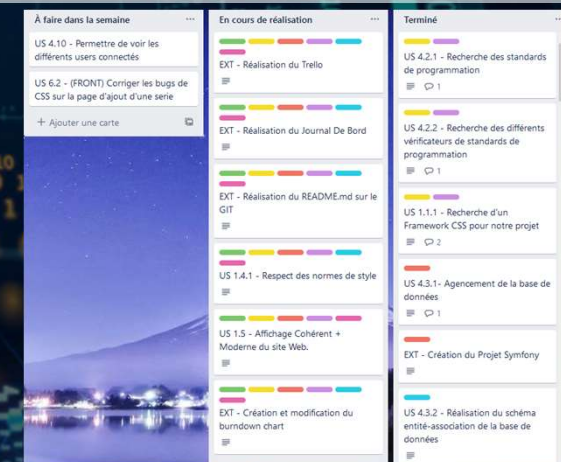 À faire dans la semaine
US 4.10 - Permettre de voir les
différents users connectés
US 6.2 - (FRONT) Corriger les bugs de
CSS sur la page d'ajout d'une serie
+ Ajouter une carte
En cours de réalisation
EXT - Réalisation du Trello
EXT - Réalisation du Journal De Bord
EXT - Réalisation du README.md sur le
GIT
US 1.4.1 - Respect des normes de style
US 1.5 - Affichage Cohérent +
Moderne du site Web.
EXT - Création et modification du
burndown chart
Terminé
US 4.2.1 - Recherche des standards
de programmation
1
US 4.2.2 - Recherche des différents
vérificateurs de standards de
programmation
1
US 1.1.1 - Recherche d'un
Framework CSS pour notre projet
2
US 4.3.1- Agencement de la base de
données
1
EXT - Création du Projet Symfony
US 4.3.2 - Réalisation du schéma
entité-association de la base de
données